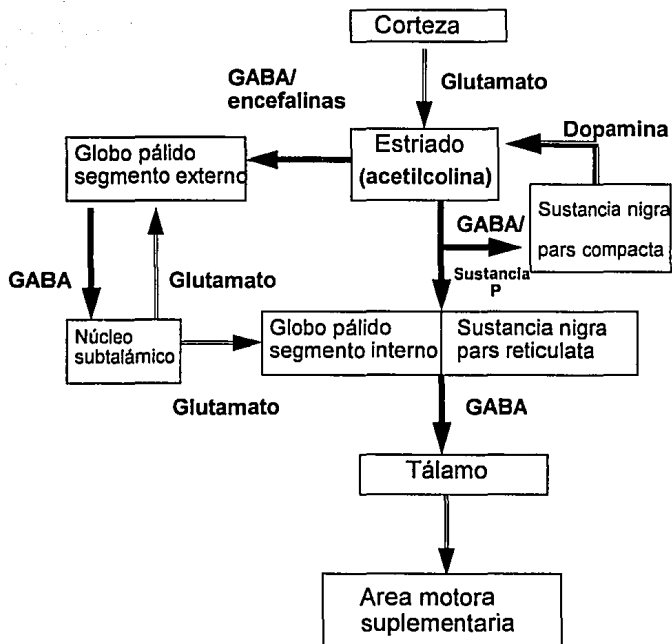 Corteza
GABA/
encefalinas
Glutamato
Dopamina
Globo pálido
segmento externo
Estriado
(acetilcolina)
Sustancia nigra
pars compacta
GABA/
Sustancia
P
GABA
Glutamato
Núcleo
subtalámico
Globo pálido
segmento interno
Sustancia nigra
pars reticulata
Glutamato
GABA
Tálamo
Area motora
suplementaria